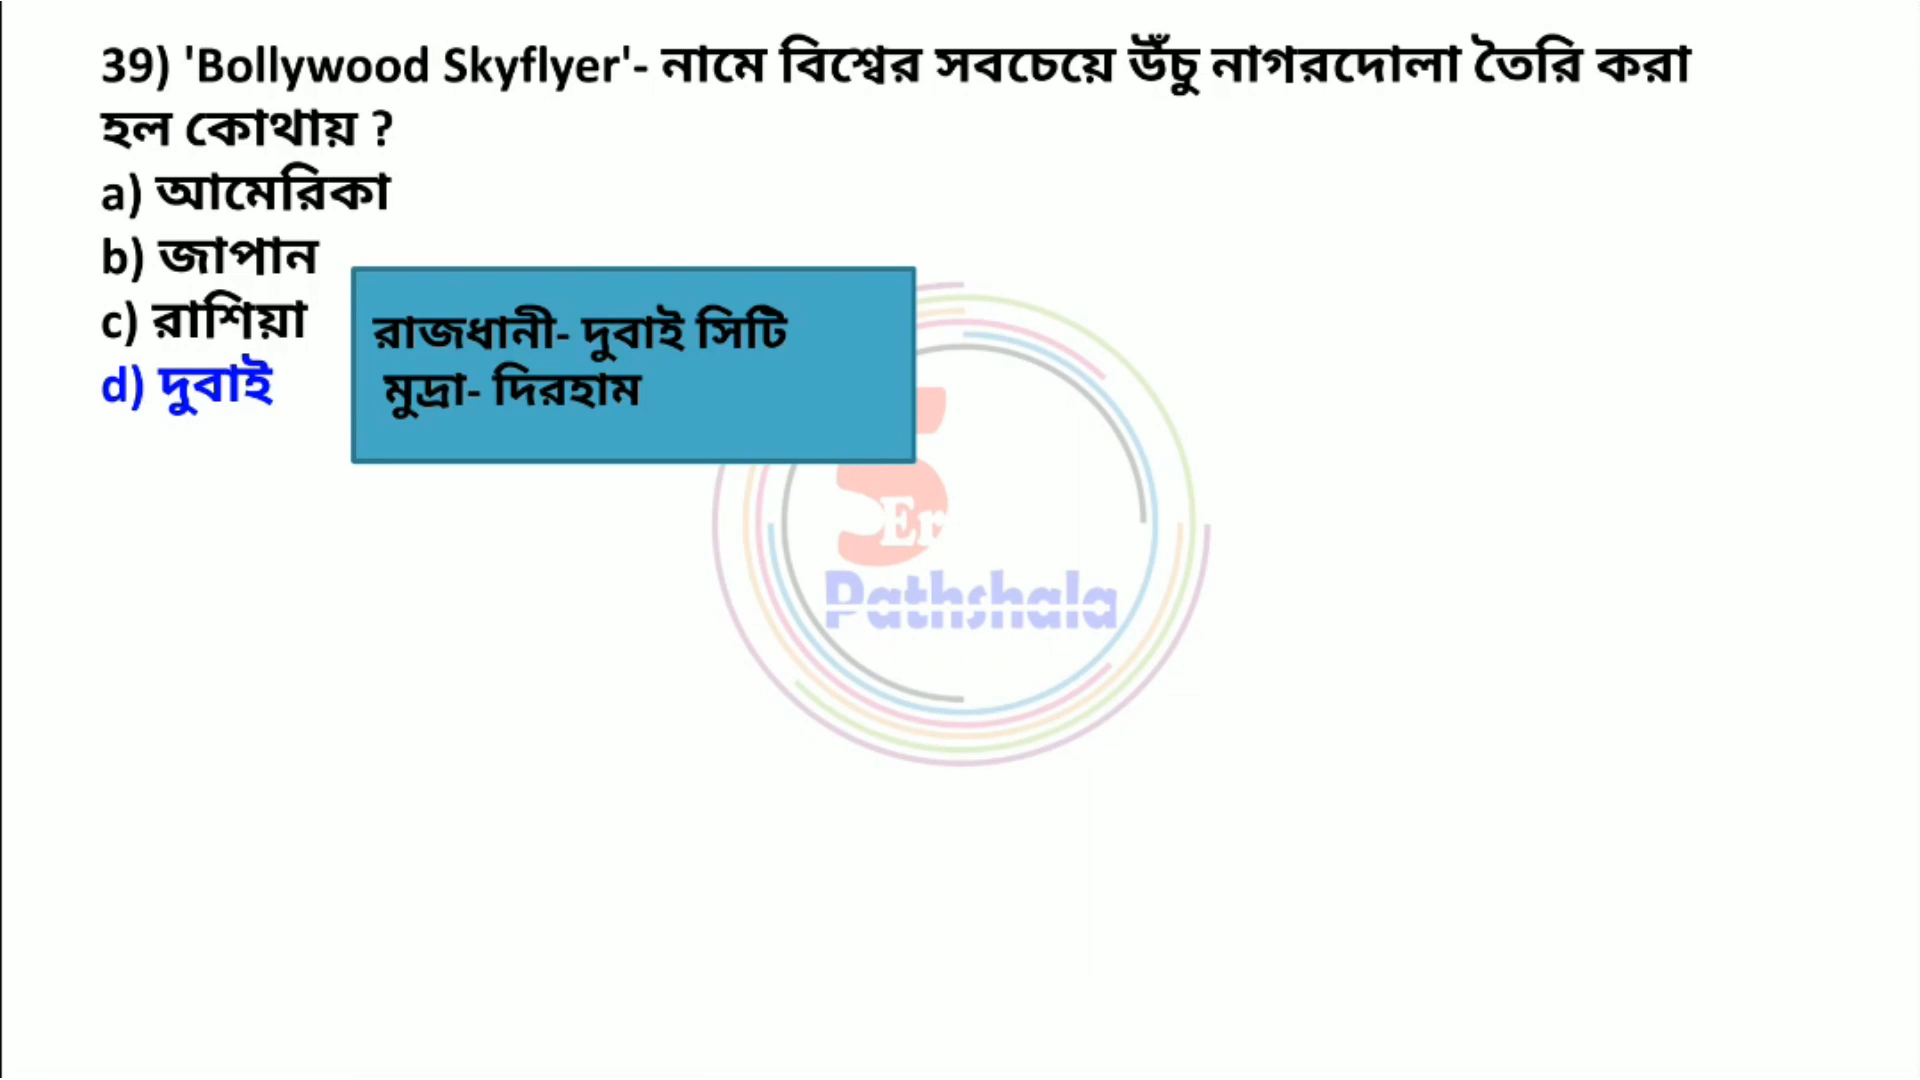 39) 'Bollywood Skyflyer'- নামে বিশ্বের সবচেয়ে উঁচু নাগরদোলা তৈরি করা
হল কোথায় ?
a) আমেরিকা
b) জাপান
c) রাশিয়া
d) দুবাই
রাজধানী- দুবাই সিটি
মুদ্রা- দিরহাম
Pathshala